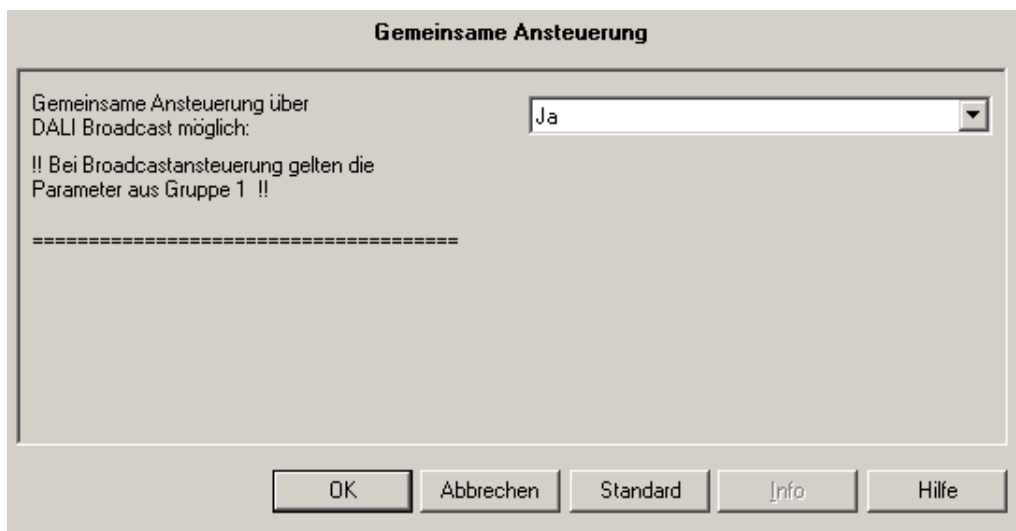 Gemeinsame Ansteuerung
Gemeinsame Ansteuerung über
DALI Broadcast möglich:
Ja
!! Bei Broadcastansteuerung gelten die
Parameter aus Gruppe 1  !!
======================================
OK
Abbrechen
Standard
Info
Hilfe